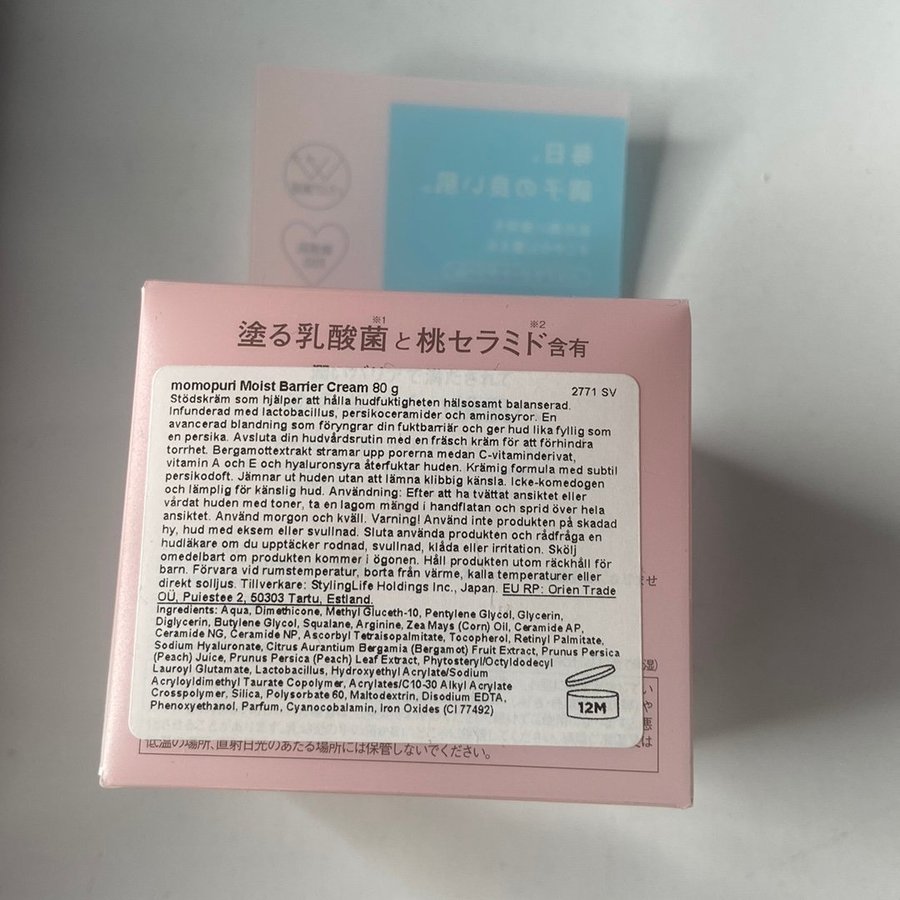 塗る乳酸菌※1と桃セラミド※2含有
momopuri Moist Barrier Cream 80 g 2771 SV
Stödskräm som hjälper att hålla hudfuktigheten hälsosamt balanserad.
Infunderad med lactobacillus, persikoceramider och aminosyror. En
avancerad blandning som föryngrar din fuktbarriär och ger hud lika fyllig som
en persika. Avsluta din hudvårdsrutin med en fräsch kräm för att förhindra
torrhet. Bergamottextrakt stramar upp porerna medan C-vitaminderivat,
vitamin A och E och hyaluronsyra återfuktar huden. Krämig formula med subtil
persikodoft. Jämnar ut huden utan att lämna klibbig känsla. Icke-komedogen
och lämplig för känslig hud. Användning: Efter att ha tvättat ansiktet eller
vårdat huden med toner, ta en lagom mängd i handflatan och sprid över hela
ansiktet. Använd morgon och kväll. Varning! Använd inte produkten på skadad
hy, hud med eksem eller svullnad. Sluta använda produkten och rådfråga en
hudläkare om du upptäcker rodnad, svullnad, klåda eller irritation. Skölj
omedelbart om produkten kommer i ögonen. Håll produkten utom räckhåll för
barn. Förvara vid rumstemperatur, borta från värme, kalla temperaturer eller
direkt solljus. Tillverkare: StylingLife Holdings Inc., Japan. EU RP: Orien Trade
OÜ, Puiestee 2, 50303 Tartu, Estland.
Ingredients: Aqua, Dimethicone, Methyl Gluceth-10, Pentylene Glycol, Glycerin,
Diglycerin, Butylene Glycol, Squalane, Arginine, Zea Mays (Corn) Oil, Ceramide AP,
Ceramide NG, Ceramide NP, Ascorbyl Tetraisopalmitate, Tocopherol, Retinyl Palmitate,
Sodium Hyaluronate, Citrus Aurantium Bergamia (Bergamot) Fruit Extract, Prunus Persica
(Peach) Juice, Prunus Persica (Peach) Leaf Extract, Phytosteryl/Octyldodecyl
Lauroyl Glutamate, Lactobacillus, Hydroxyethyl Acrylate/Sodium
Acryloyldimethyl Taurate Copolymer, Acrylates/C10-30 Alkyl Acrylate
Crosspolymer, Silica, Polysorbate 60, Maltodextrin, Disodium EDTA,
Phenoxyethanol, Parfum, Cyanocobalamin, Iron Oxides (CI 77492)
12M
低温の場所、直射日光のあたる場所には保管しないでください。
毎日、
調子の良い肌。